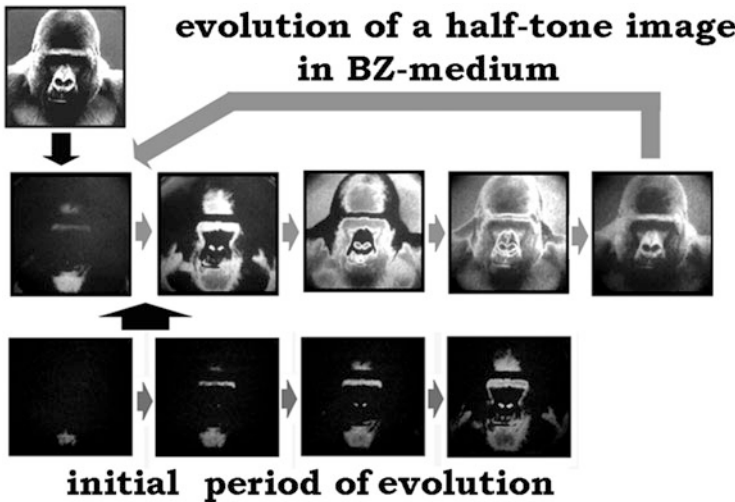 evolution of a half-tone image
in BZ-medium
initial period of evolution